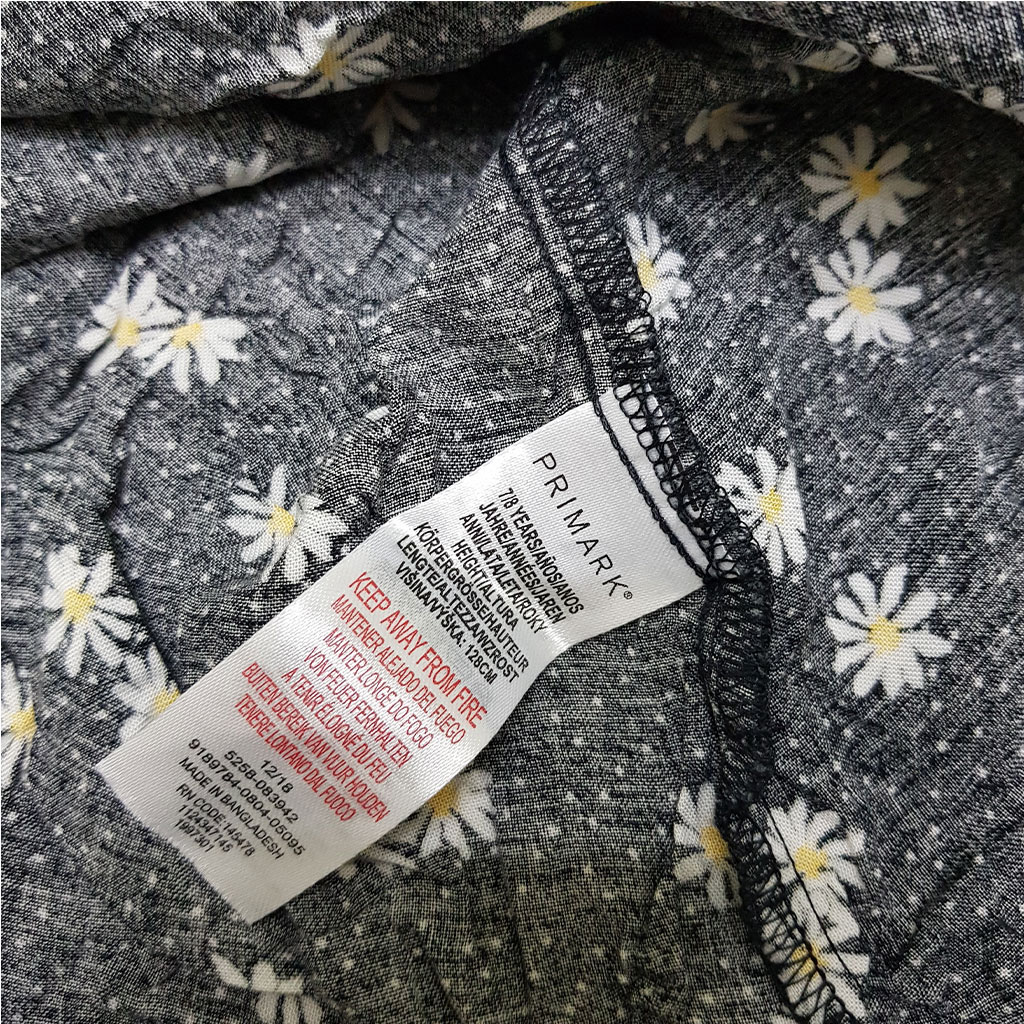 PRIMARK®
7/8 YEARS/AÑOS/ANOS
JAHRE/ANNÉES/JAREN
ANNI/LATA/LETA/ROKY
HEIGHT/ALTURA
KÖRPERGRÖSSE/HAUTEUR
LENGTE/ALTEZZA/WZROST
VIŠINA/VÝŠKA:128CM
KEEP AWAY FROM FIRE
MANTENER ALEJADO DEL FUEGO
MANTER LONGE DO FOGO
VON FEUER FERNHALTEN
À TENIR ÉLOIGNÉ DU FEU
BUITEN BEREIK VAN VUUR HOUDEN
TENERE LONTANO DAL FUOCO
12/18
5258-083942
9189784-0804-05095
MADE IN BANGLADESH
RN CODE:146478